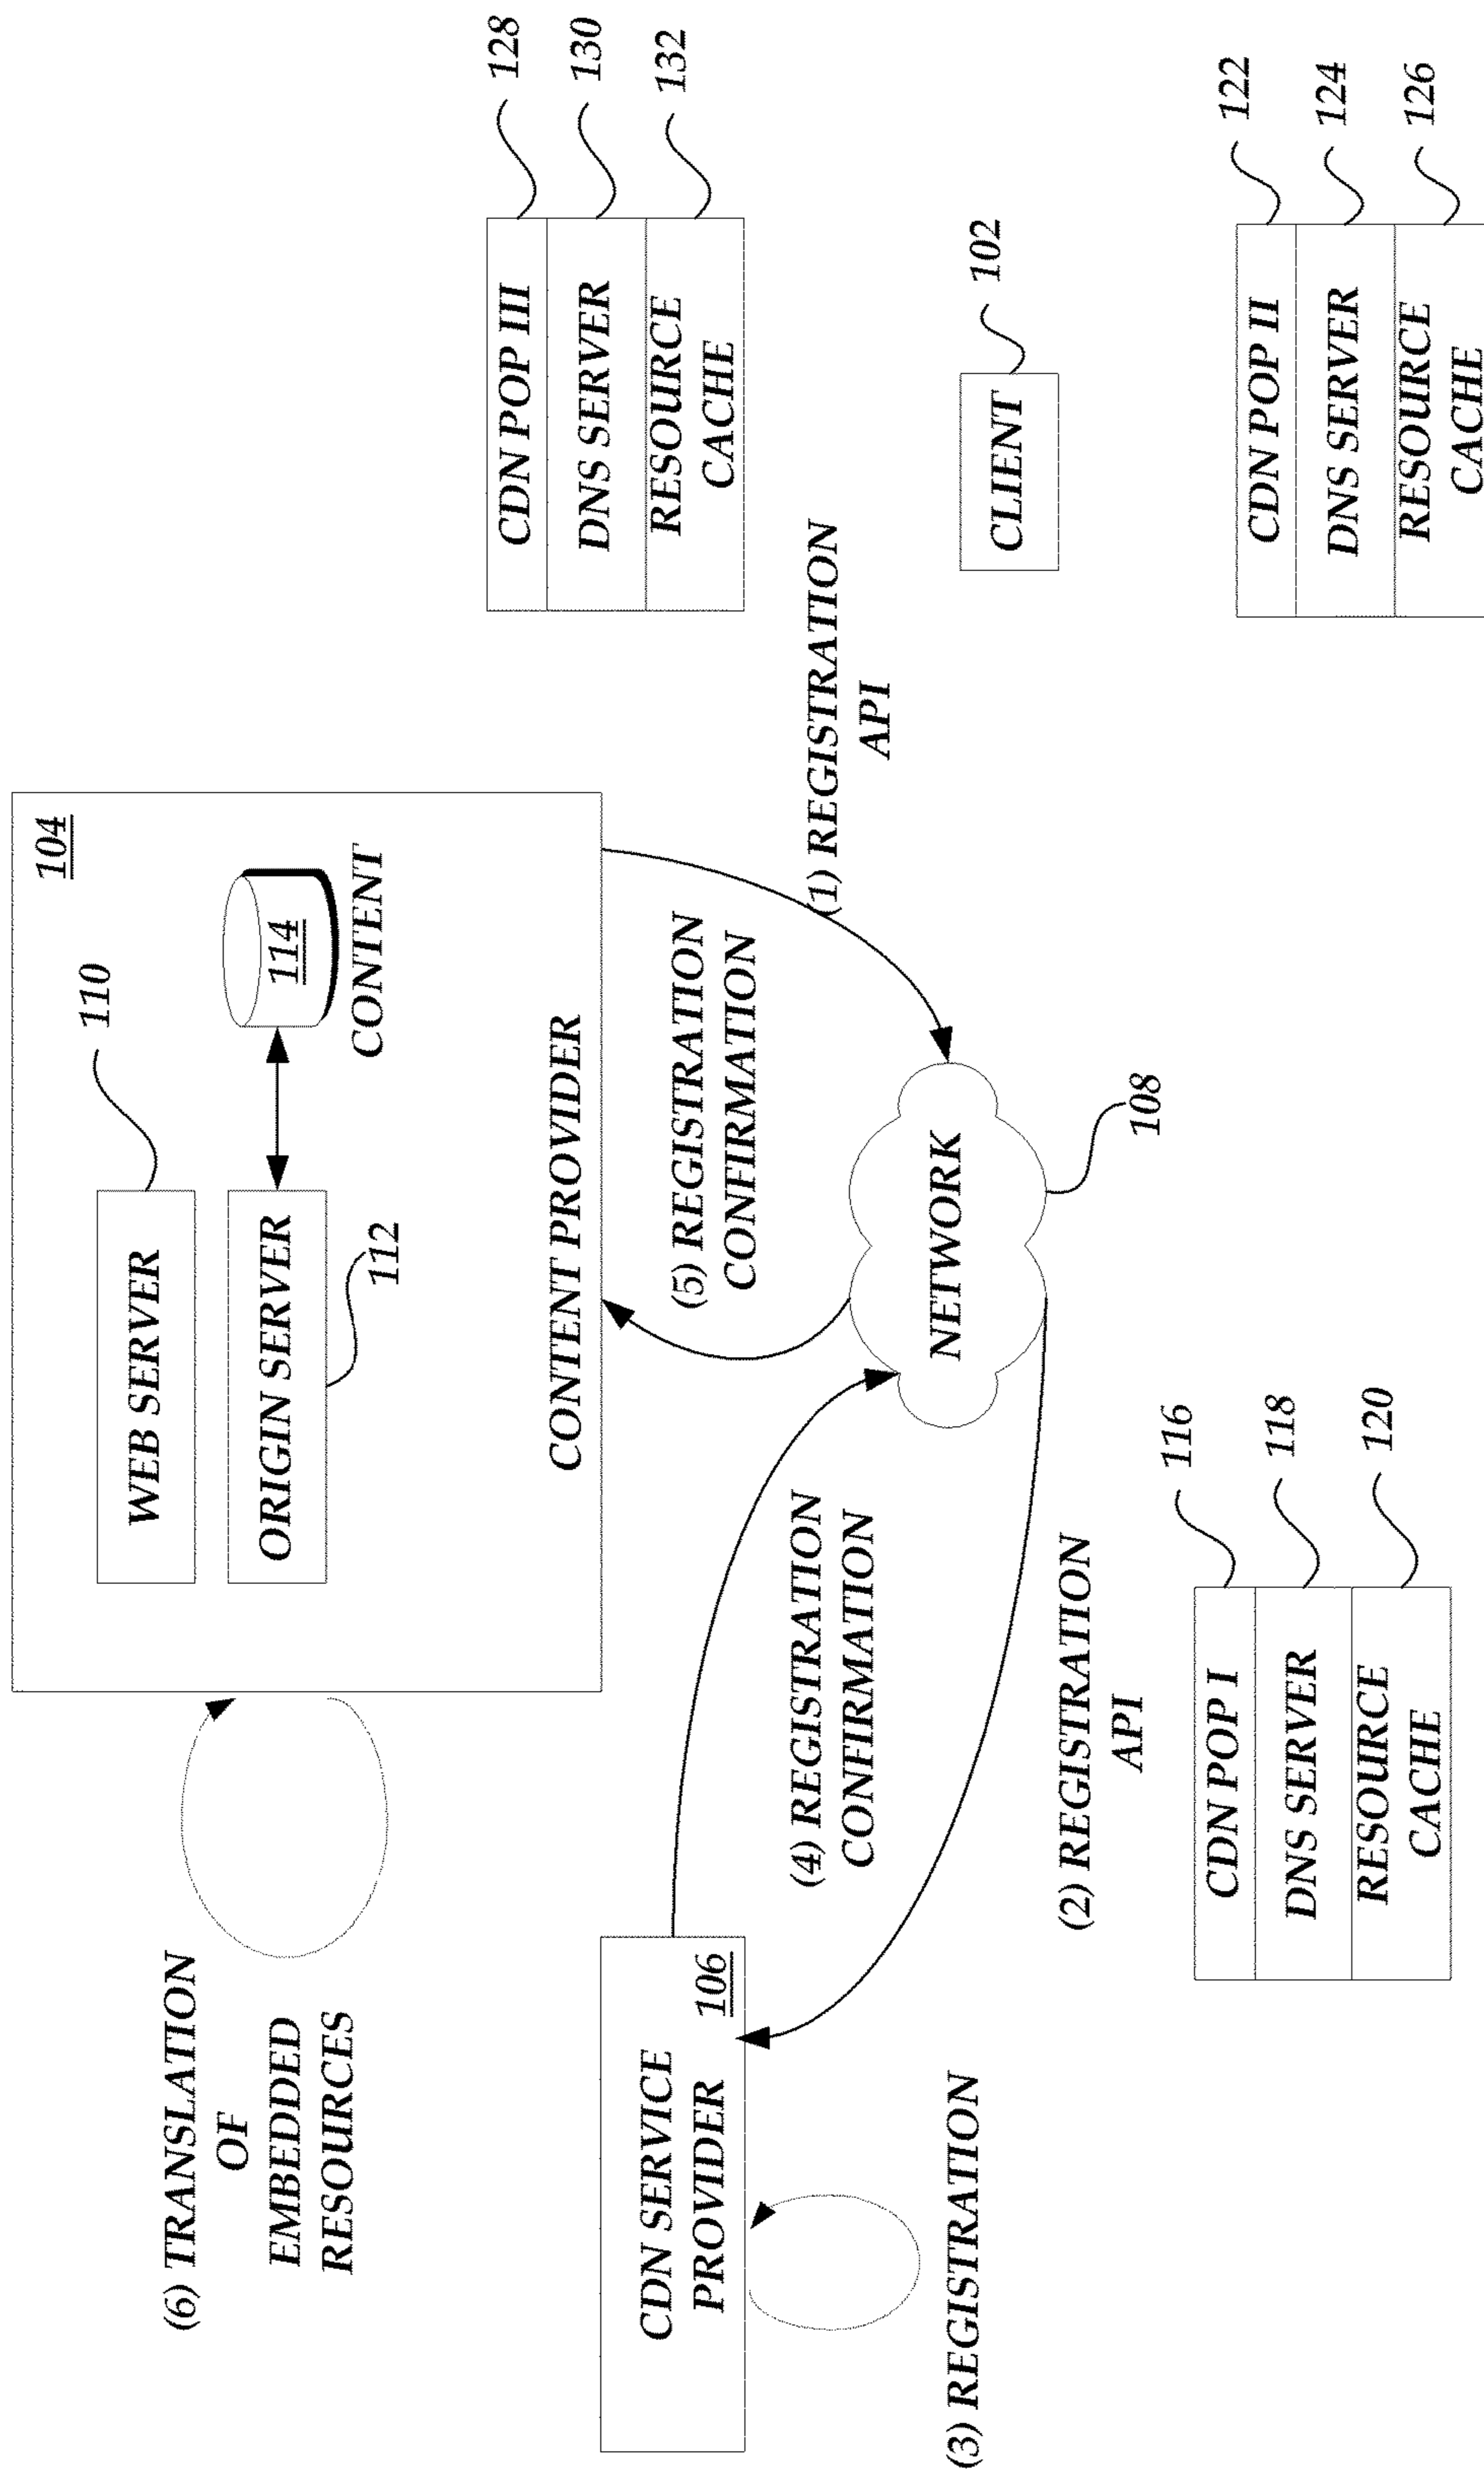 (6) TRANSLATION
OF
EMBEDDED
RESOURCES
104
WEB SERVER
110
ORIGIN SERVER
112
114
CONTENT
CONTENT PROVIDER
CDN POP III
128
DNS SERVER
130
RESOURCE
CACHE
132
CDN SERVICE
PROVIDER
106
(3) REGISTRATION
(4) REGISTRATION
CONFIRMATION
(5) REGISTRATION
CONFIRMATION
(1) REGISTRATION
API
NETWORK
108
CLIENT
102
(2) REGISTRATION
API
CDN POP I
116
DNS SERVER
118
RESOURCE
CACHE
120
CDN POP II
122
DNS SERVER
124
RESOURCE
CACHE
126